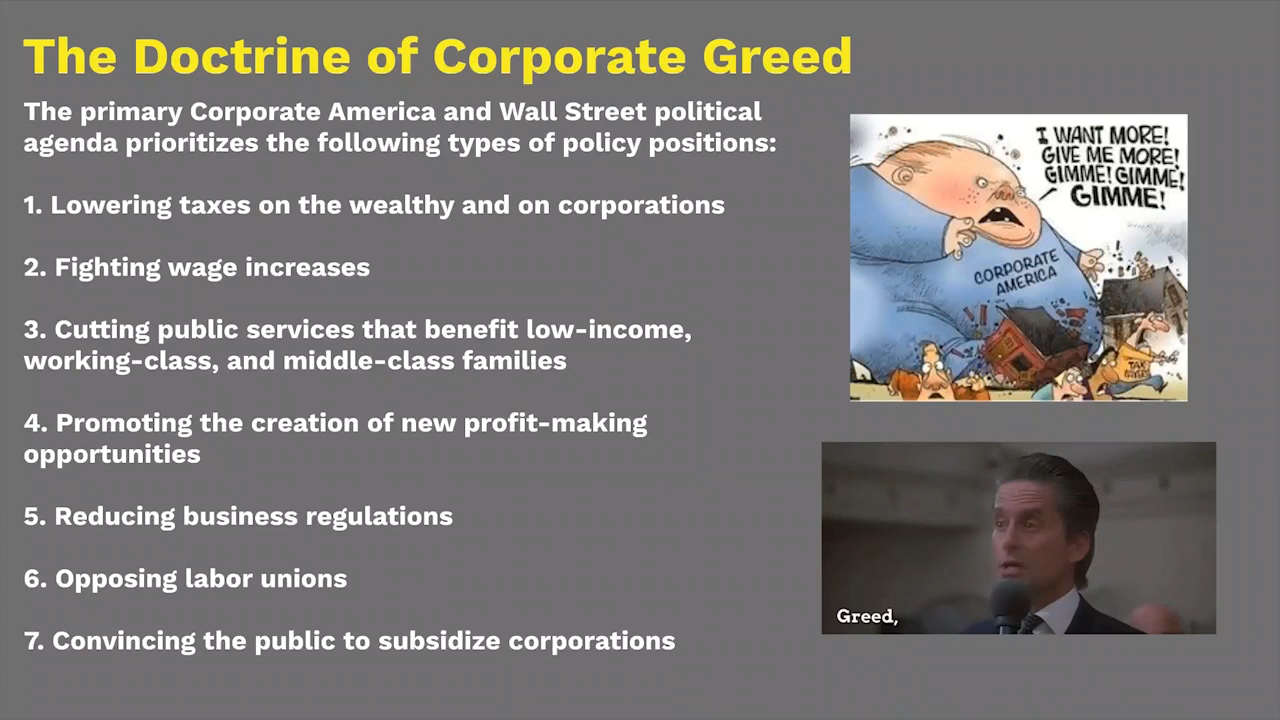 The Doctrine of Corporate Greed
The primary Corporate America and Wall Street political
agenda prioritizes the following types of policy positions:
1. Lowering taxes on the wealthy and on corporations
2. Fighting wage increases
3. Cutting public services that benefit low-income,
working-class, and middle-class families
4. Promoting the creation of new profit-making
opportunities
5. Reducing business regulations
6. Opposing labor unions
7. Convincing the public to subsidize corporations
I WANT MORE!
GIVE ME MORE!
GIMME! GIMME!
GIMME!
CORPORATE
AMERICA
TAX
Greed,